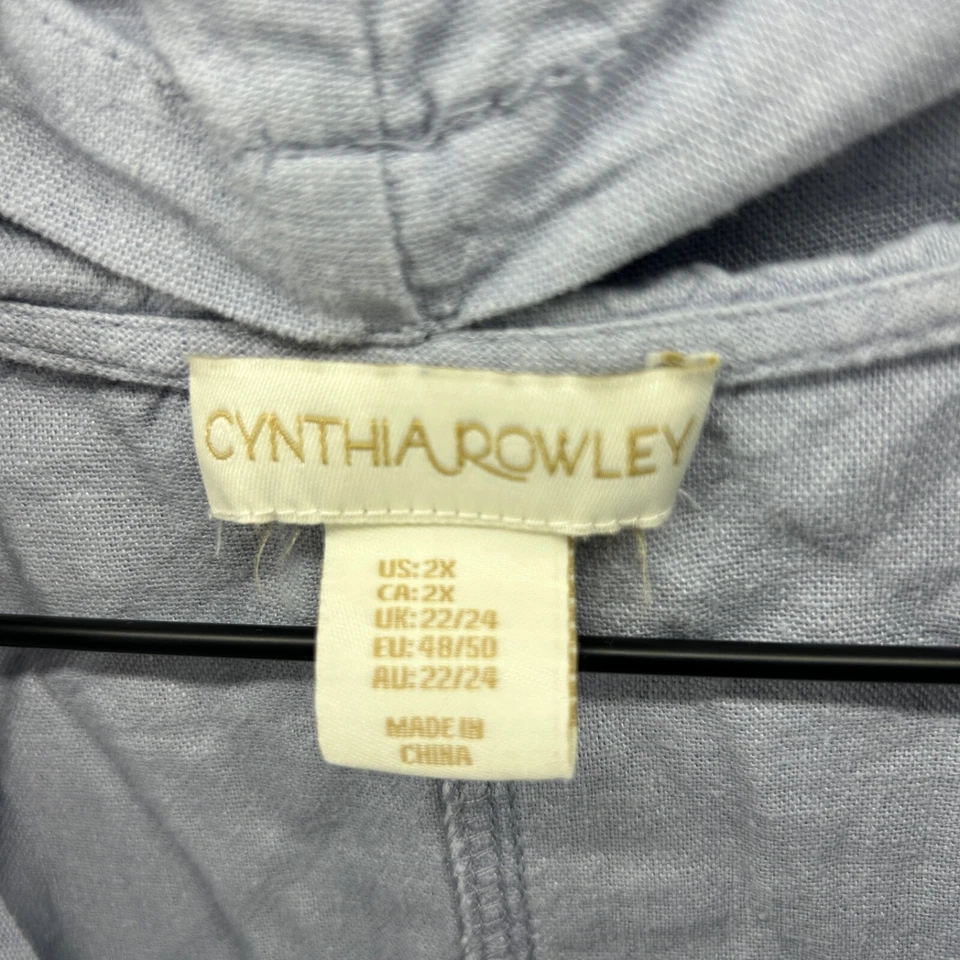 CYNTHIA ROWLEY
US: 2X
CA: 2X
UK: 22/24
EU: 48/50
AU: 22/24
MADE IN
CHINA